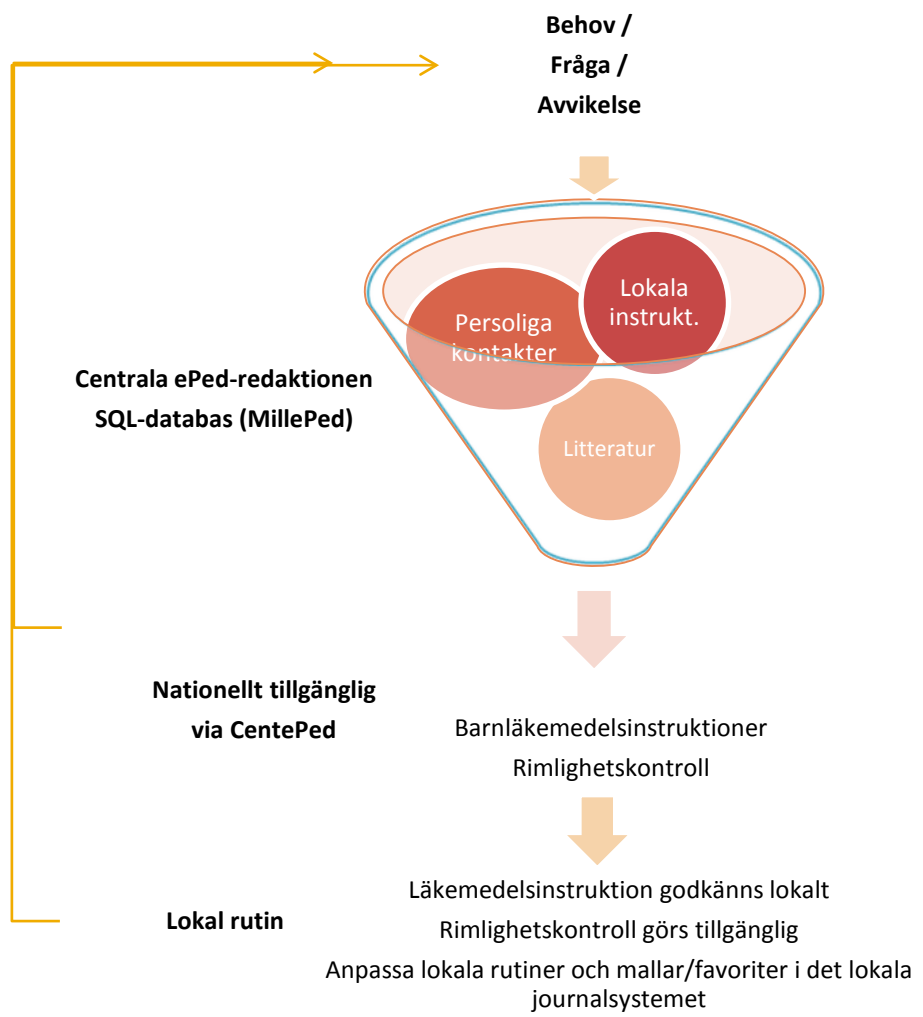 Behov /
Fråga /
Avvikelse
Lokala
instrukt.
Persoliga
kontakter
Centrala ePed-redaktionen
SQL-databas (MillePed)
Litteratur
Nationellt tillgänglig
via CentePed
Barnläkemedelsinstruktioner
Rimlighetskontroll
Lokal rutin
Läkemedelsinstruktion godkänns lokalt
Rimlighetskontroll görs tillgänglig
Anpassa lokala rutiner och mallar/favoriter i det lokala
journalsystemet